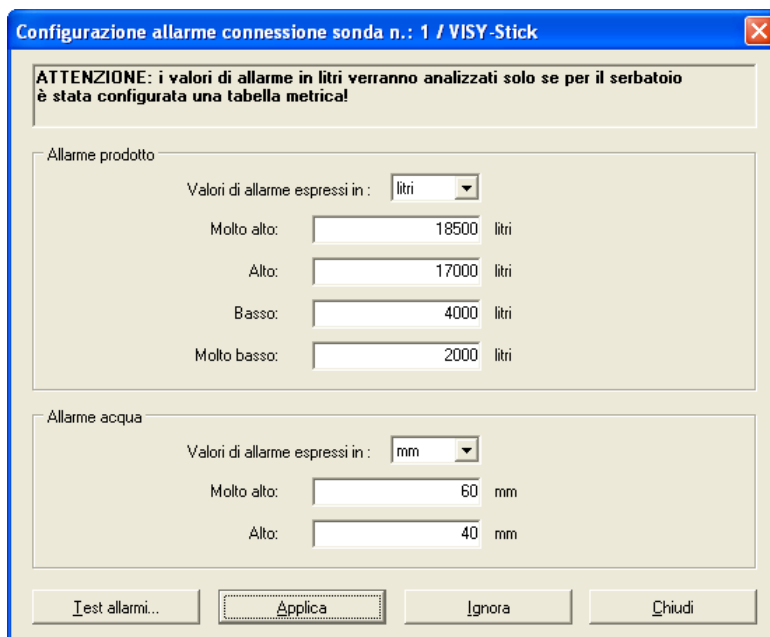 Configurazione allarme connessione sonda n.: 1 / VISY-Stick
ATTENZIONE: i valori di allarme in litri verranno analizzati solo se per il serbatoio
è stata configurata una tabella metrica!
Allarme prodotto
Valori di allarme espressi in : litri
Molto alto: 18500 litri
Alto: 17000 litri
Basso: 4000 litri
Molto basso: 2000 litri
Allarme acqua
Valori di allarme espressi in : mm
Molto alto: 60 mm
Alto: 40 mm
Test allarmi... Applica Ignora Chiudi